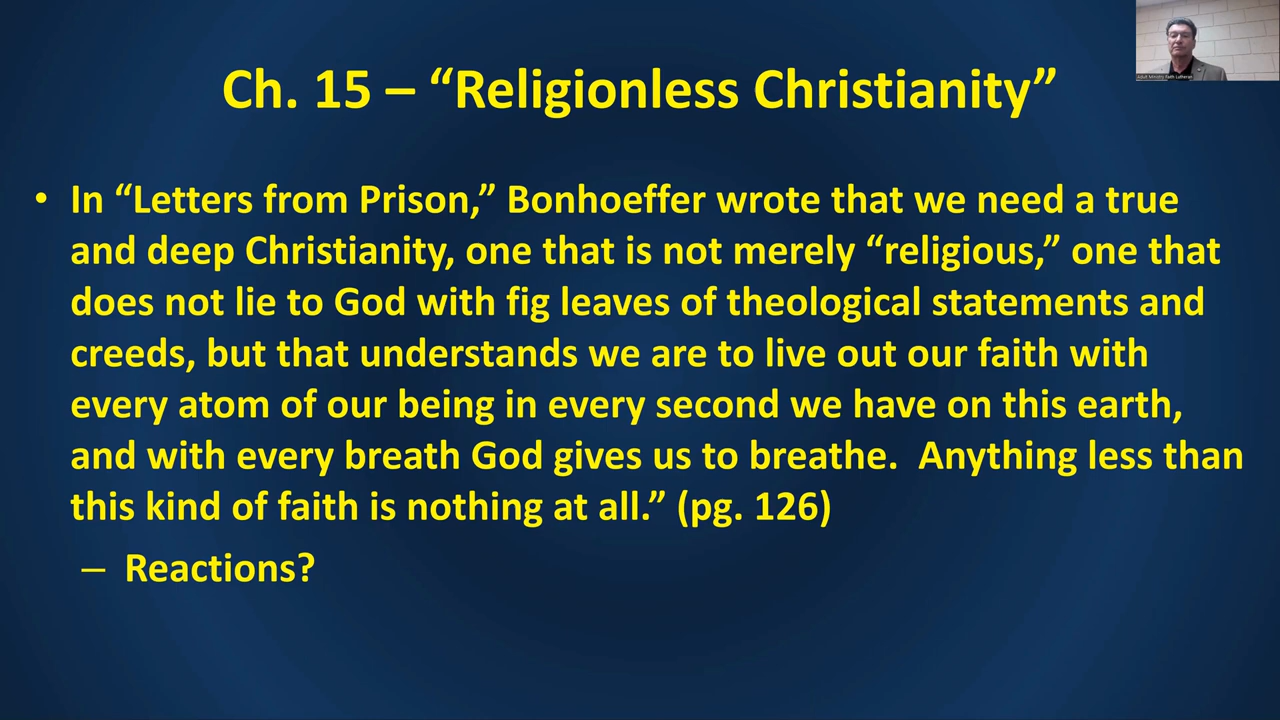 Ch. 15 – “Religionless Christianity”
• In “Letters from Prison,” Bonhoeffer wrote that we need a true
and deep Christianity, one that is not merely “religious,” one that
does not lie to God with fig leaves of theological statements and
creeds, but that understands we are to live out our faith with
every atom of our being in every second we have on this earth,
and with every breath God gives us to breathe.  Anything less than
this kind of faith is nothing at all.” (pg. 126)
– Reactions?
Adult Ministry Faith Lutheran